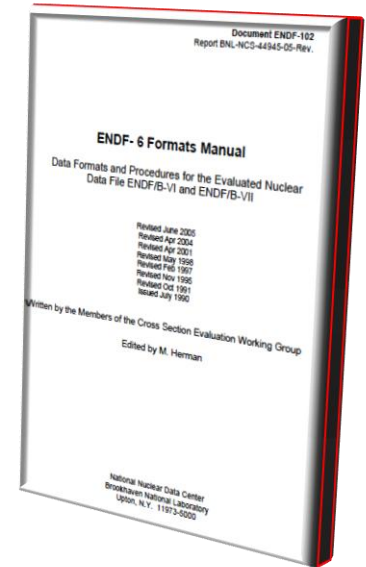 Document ENDF-102
Report BNL-NCS-44945-05-Rev.
ENDF- 6 Formats Manual
Data Formats and Procedures for the Evaluated Nuclear
Data File ENDF/B-VI and ENDF/B-VII
Revised June 2005
Revised Apr 2004
Revised Apr 2001
Revised May 1998
Revised Feb 1997
Revised Nov 1995
Revised Oct 1991
Issued July 1990
Written by the Members of the Cross Section Evaluation Working Group
Edited by M. Herman
National Nuclear Data Center
Brookhaven National Laboratory
Upton, N.Y. 11973-5000